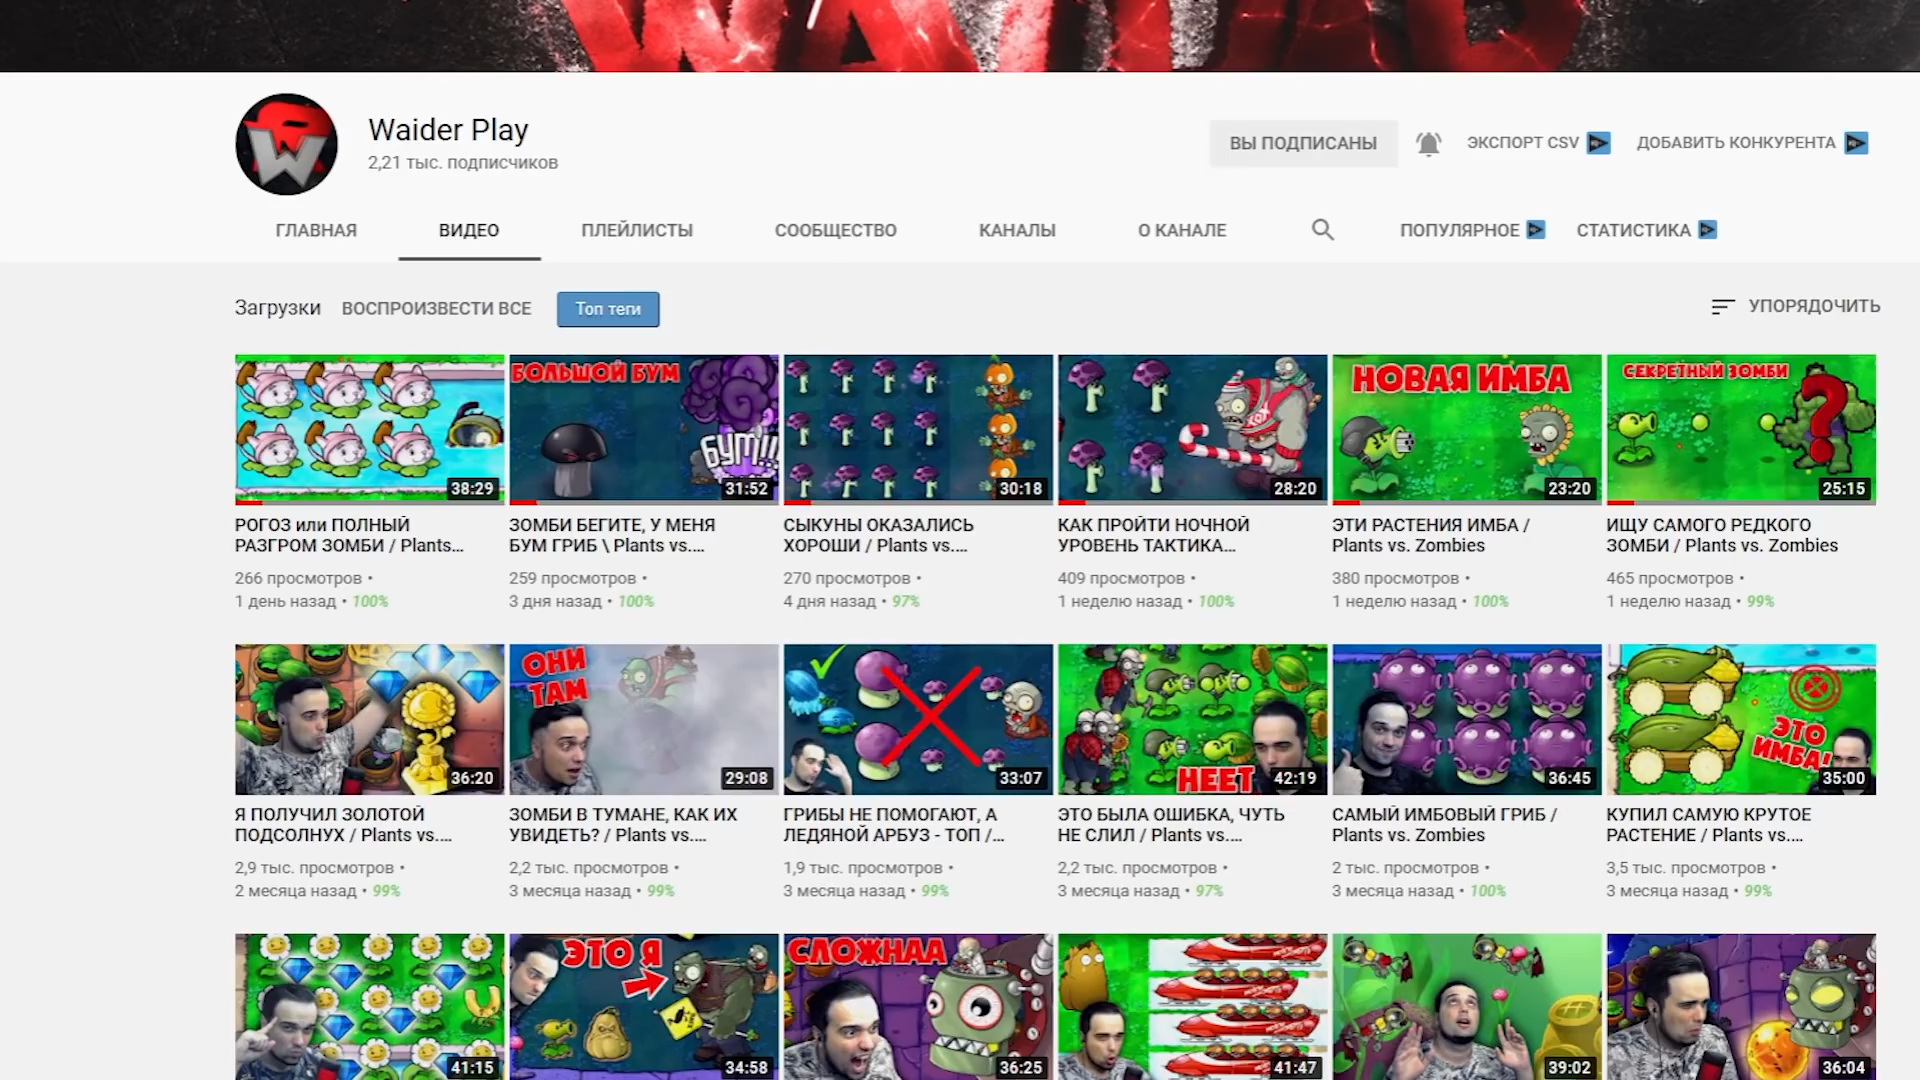 Waider Play
2,21 тыс. подписчиков
ВЫ ПОДПИСАНЫ
ЭКСПОРТ CSV
ДОБАВИТЬ КОНКУРЕНТА
ГЛАВНАЯ
ВИДЕО
ПЛЕЙЛИСТЫ
СООБЩЕСТВО
КАНАЛЫ
О КАНАЛЕ
ПОПУЛЯРНОЕ
СТАТИСТИКА
Загрузки
ВОСПРОИЗВЕСТИ ВСЕ
Топ теги
УПОРЯДОЧИТЬ
38:29
РОГОЗ или ПОЛНЫЙ
РАЗГРОМ ЗОМБИ / Plants...
266 просмотров •
1 день назад • 100%
БОЛЬШОЙ БУМ
БУМ!!!
31:52
ЗОМБИ БЕГИТЕ, У МЕНЯ
БУМ ГРИБ \ Plants vs....
259 просмотров •
3 дня назад • 100%
30:18
СЫКУНЫ ОКАЗАЛИСЬ
ХОРОШИ / Plants vs....
270 просмотров •
4 дня назад • 97%
28:20
КАК ПРОЙТИ НОЧНОЙ
УРОВЕНЬ ТАКТИКА...
409 просмотров •
1 неделю назад • 100%
НОВАЯ ИМБА
23:20
ЭТИ РАСТЕНИЯ ИМБА /
Plants vs. Zombies
380 просмотров •
1 неделю назад • 100%
СЕКРЕТНЫЙ ЗОМБИ
?
25:15
ИЩУ САМОГО РЕДКОГО
ЗОМБИ / Plants vs. Zombies
465 просмотров •
1 неделю назад • 99%
36:20
Я ПОЛУЧИЛ ЗОЛОТОЙ
ПОДСОЛНУХ / Plants vs....
2,9 тыс. просмотров •
2 месяца назад • 99%
ОНИ
ТАМ
29:08
ЗОМБИ В ТУМАНЕ, КАК ИХ
УВИДЕТЬ? / Plants vs....
2,2 тыс. просмотров •
3 месяца назад • 99%
33:07
ГРИБЫ НЕ ПОМОГАЮТ, А
ЛЕДЯНОЙ АРБУЗ - ТОП /...
1,9 тыс. просмотров •
3 месяца назад • 99%
НЕЕТ
42:19
ЭТО БЫЛА ОШИБКА, ЧУТЬ
НЕ СЛИЛ / Plants vs....
2,2 тыс. просмотров •
3 месяца назад • 97%
36:45
САМЫЙ ИМБОВЫЙ ГРИБ /
Plants vs. Zombies
2 тыс. просмотров •
3 месяца назад • 100%
ЭТО
ИМБА!
35:00
КУПИЛ САМУЮ КРУТОЕ
РАСТЕНИЕ / Plants vs....
3,5 тыс. просмотров •
3 месяца назад • 99%
41:15
ЭТО Я
34:58
СЛОЖНАА
36:25
41:47
39:02
36:04